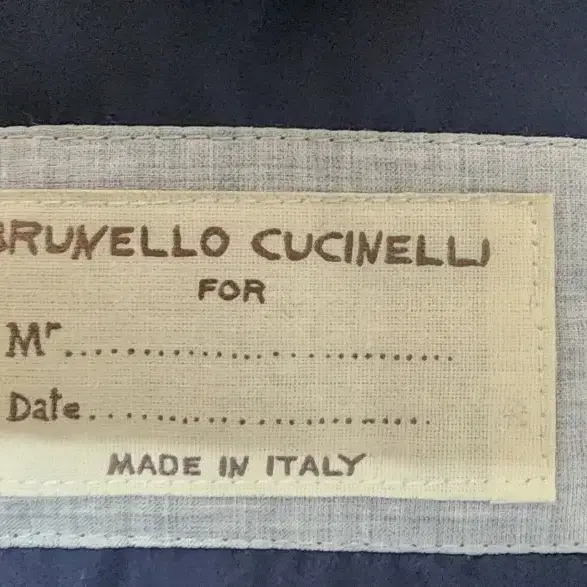 BRUNELLO CUCINELLI
FOR
Mr..............................
Date............................
MADE IN ITALY